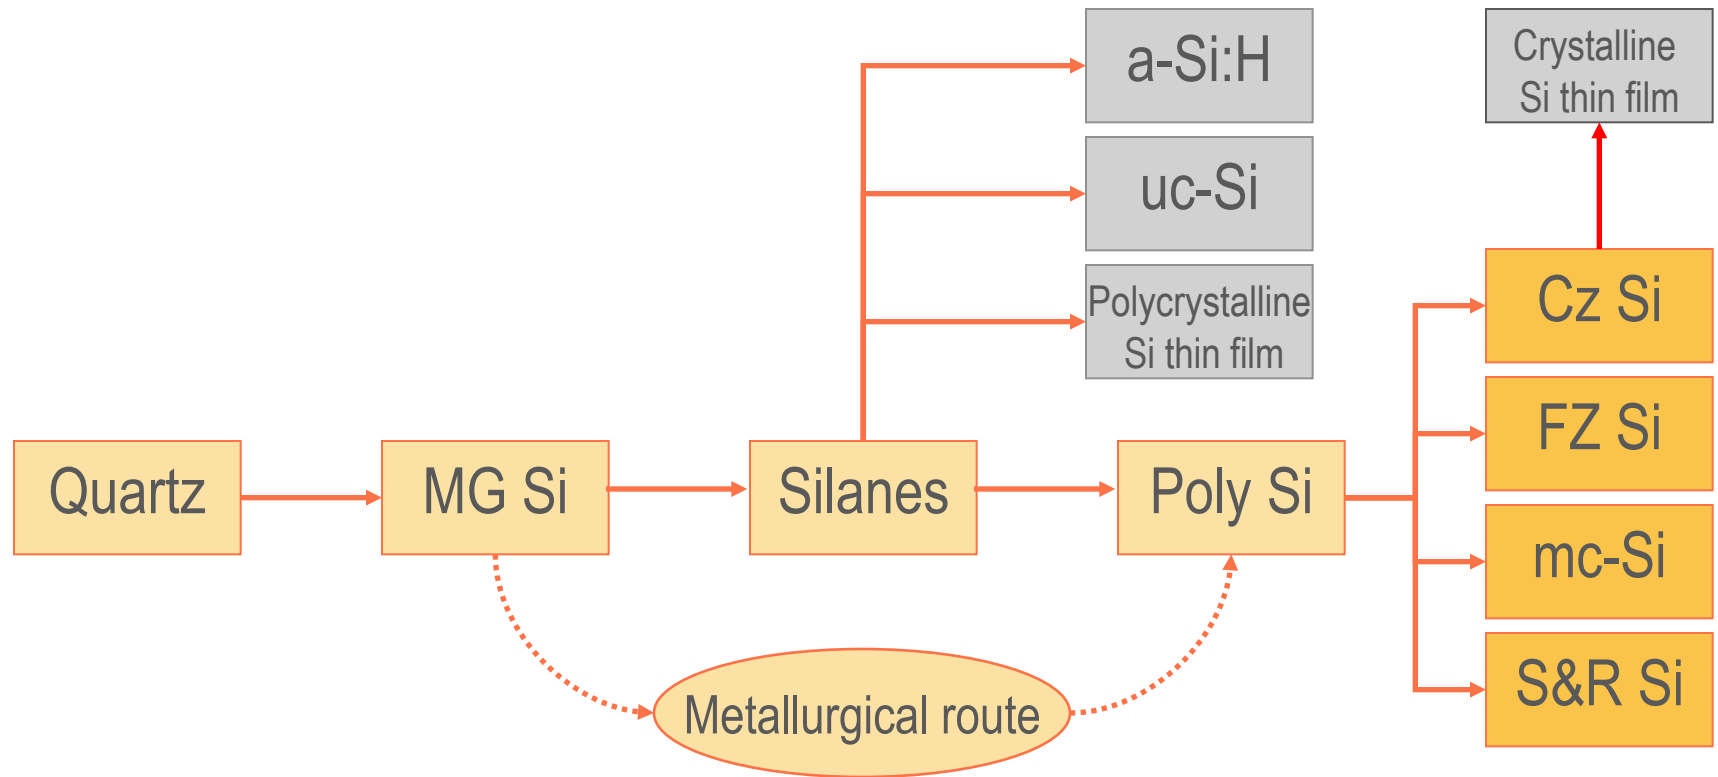 a-Si:H
Crystalline
Si thin film
uc-Si
Polycrystalline
Si thin film
Cz Si
FZ Si
Quartz
MG Si
Silanes
Poly Si
mc-Si
S&R Si
Metallurgical route